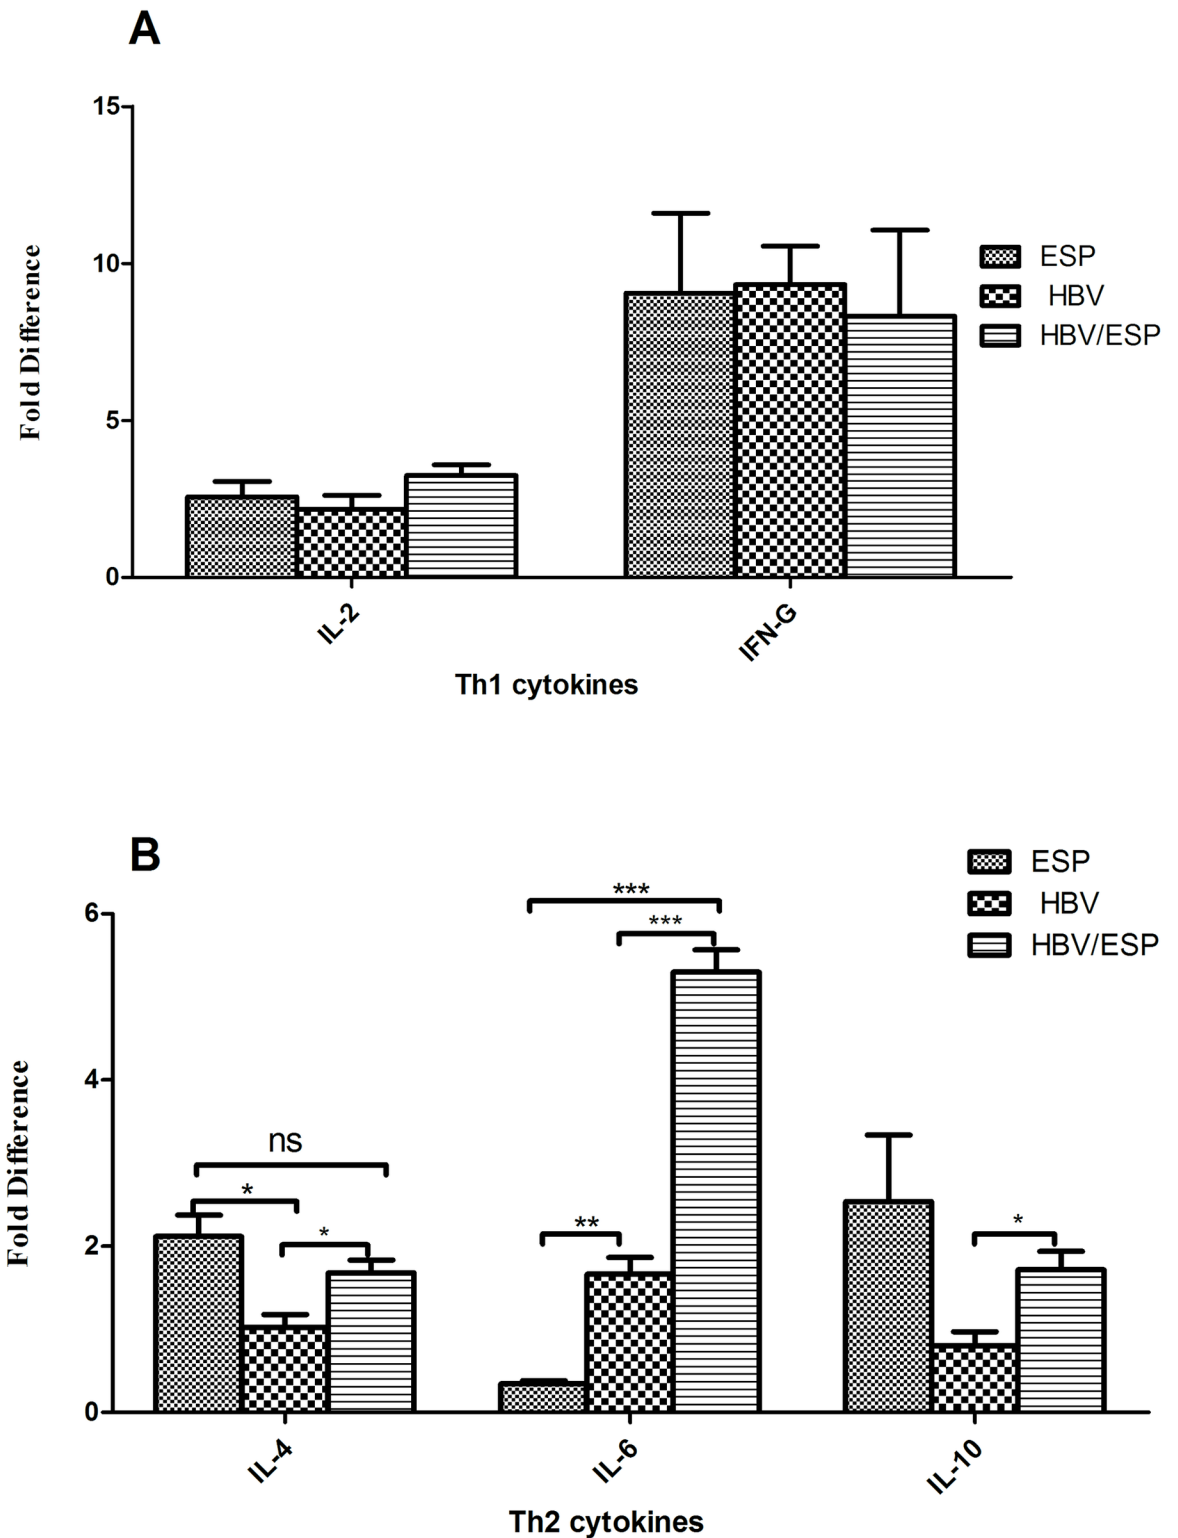 A
15
10
5
0
Fold Difference
ESP
HBV
HBV/ESP
IL-2
IFN-G
Th1 cytokines
B
ESP
HBV
HBV/ESP
6
4
2
0
Fold Difference
ns
*
*
***
***
**
*
IL-4
IL-6
IL-10
Th2 cytokines